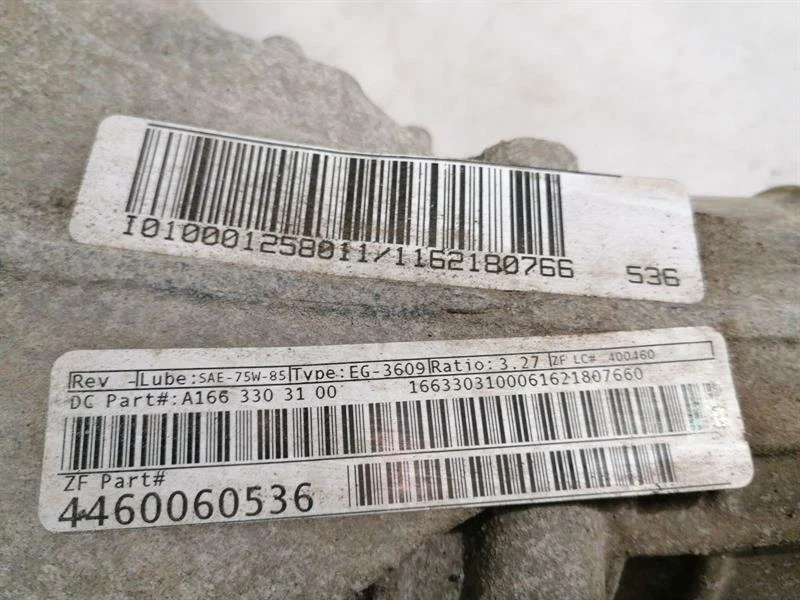 I010001258011/1162180766 536
Rev - Lube:SAE-75W-85 Type:EG-3609 Ratio: 3.27 ZF LC# 400460
DC Part#:A166 330 31 00 1663303100061621807660
ZF Part#
4460060536